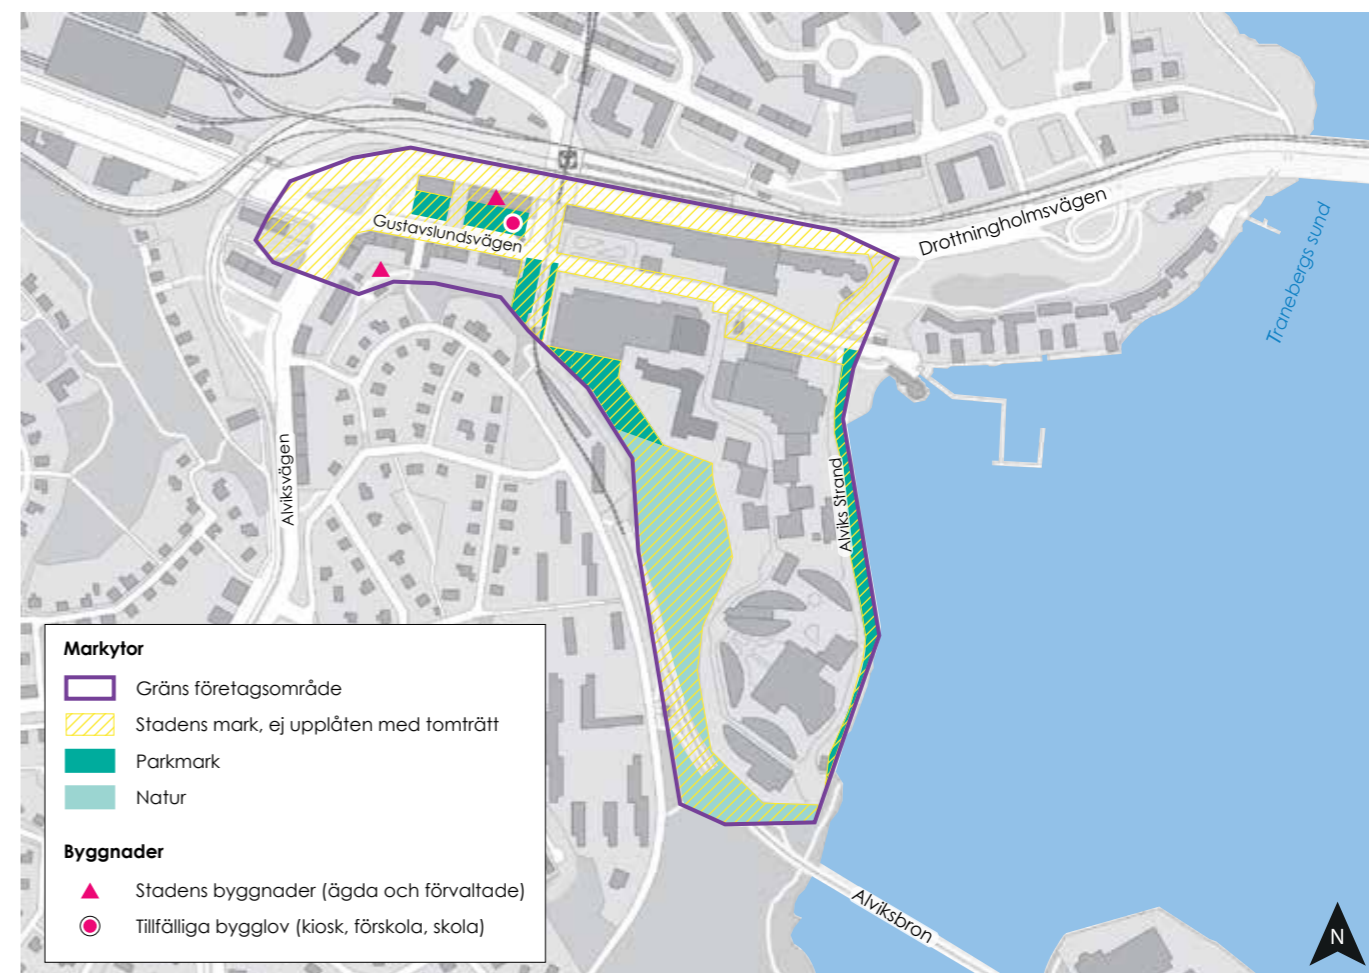 Gustavslundsvägen
Drottningholmsvägen
Tranebergs sund
Alviksvägen
Alviks Strand
Markytor
Gräns företagsområde
Stadens mark, ej upplåten med tomträtt
Parkmark
Natur
Byggnader
Stadens byggnader (ägda och förvaltade)
Tillfälliga bygglov (kiosk, förskola, skola)
Alviksbron
N